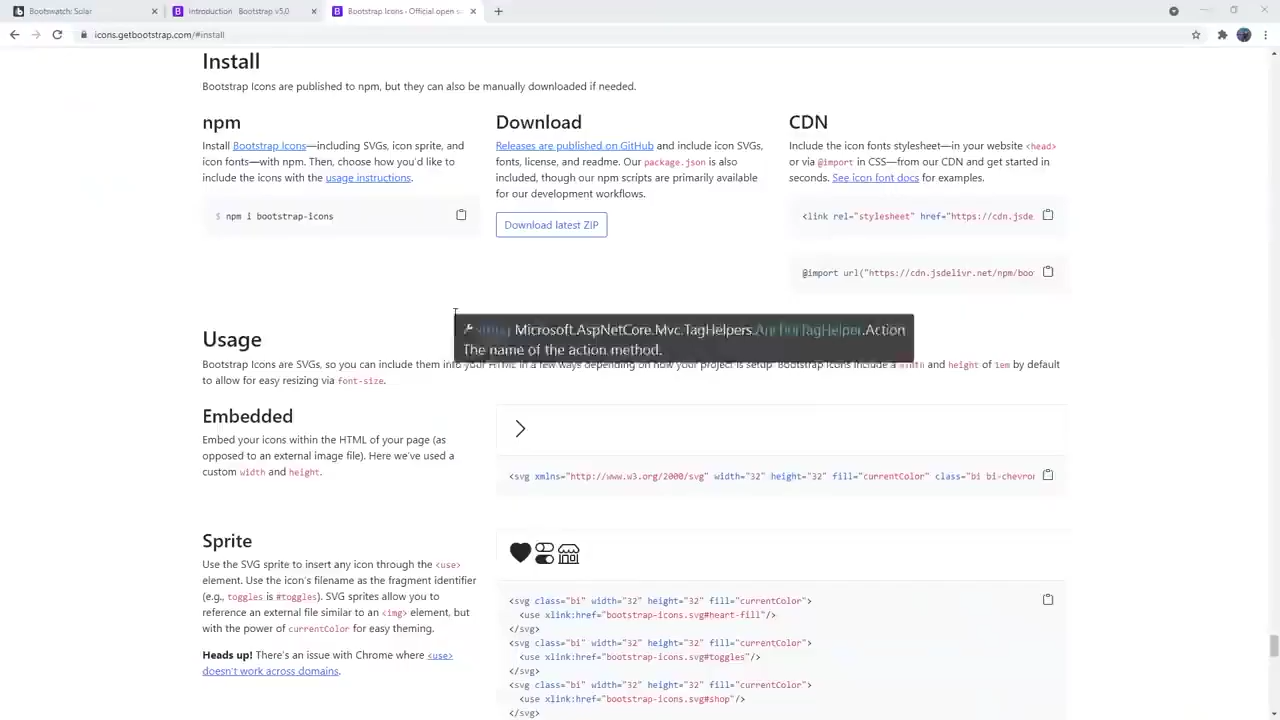 Bootswatch: Solar
Introduction · Bootstrap v5.0
Bootstrap Icons · Official open s
icons.getbootstrap.com/#install
Install
Bootstrap Icons are published to npm, but they can also be manually downloaded if needed.
npm
Install Bootstrap Icons—including SVGs, icon sprite, and
icon fonts—with npm. Then, choose how you'd like to
include the icons with the usage instructions.
$ npm i bootstrap-icons
Download
Releases are published on GitHub and include icon SVGs,
fonts, license, and readme. Our package.json is also
included, though our npm scripts are primarily available
for our development workflows.
Download latest ZIP
CDN
Include the icon fonts stylesheet—in your website <head>
or via @import in CSS—from our CDN and get started in
seconds. See icon font docs for examples.
<link rel="stylesheet" href="https://cdn.jsde
@import url("https://cdn.jsdelivr.net/npm/boo
Microsoft.AspNetCore.Mvc.TagHelpers. .Action
The name of the action method.
Usage
Bootstrap Icons are SVGs, so you can include them into your HTML in a few ways depending on how your project is setup. Bootstrap Icons include a width and height of 1em by default
to allow for easy resizing via font-size.
Embedded
Embed your icons within the HTML of your page (as
opposed to an external image file). Here we've used a
custom width and height.
<svg xmlns="http://www.w3.org/2000/svg" width="32" height="32" fill="currentColor" class="bi bi-chevron
Sprite
Use the SVG sprite to insert any icon through the <use>
element. Use the icon's filename as the fragment identifier
(e.g., toggles is #toggles). SVG sprites allow you to
reference an external file similar to an <img> element, but
with the power of currentColor for easy theming.
Heads up! There's an issue with Chrome where <use>
doesn't work across domains.
<svg class="bi" width="32" height="32" fill="currentColor">
<use xlink:href="bootstrap-icons.svg#heart-fill"/>
</svg>
<svg class="bi" width="32" height="32" fill="currentColor">
<use xlink:href="bootstrap-icons.svg#toggles"/>
</svg>
<svg class="bi" width="32" height="32" fill="currentColor">
<use xlink:href="bootstrap-icons.svg#shop"/>
</svg>